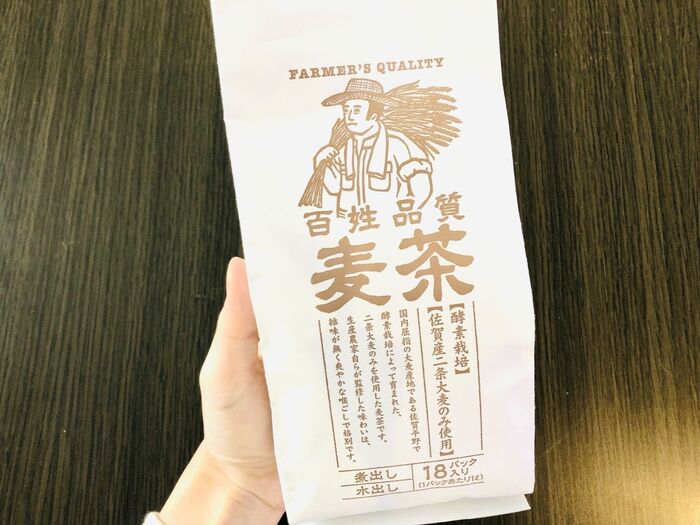 FARMER'S QUALITY
百姓品質
麦茶
【酵素栽培】
【佐賀産二条大麦のみ使用】
国内屈指の大麦産地である佐賀平野で
酵素栽培によって育まれた、
二条大麦のみを使用した麦茶です。
生産農家自らが監修した味わいは、
雑味が無く爽やかな喉ごしで格別です。
煮出し
水出し
18パック入り
(1パックあたり1ℓ)